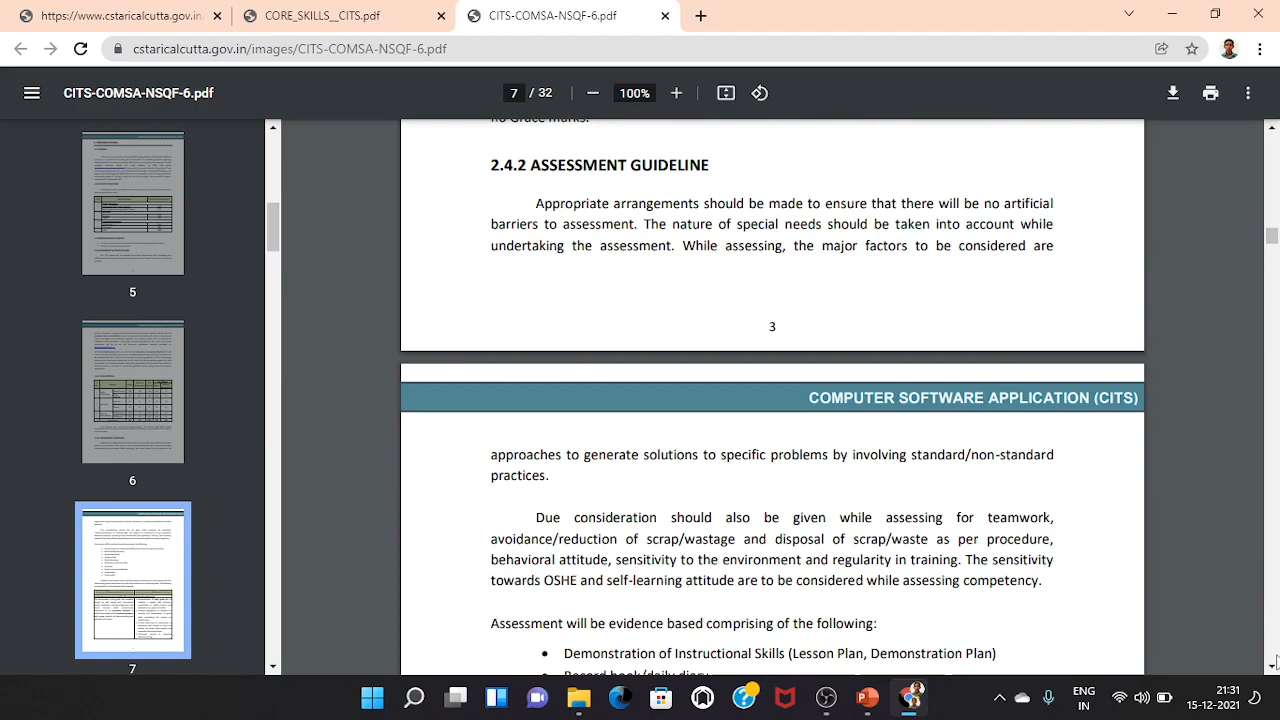 https://www.cstaricalcutta.gov.in/
CORE_SKILLS__CITS.pdf
CITS-COMSA-NSQF-6.pdf
cstaricalcutta.gov.in/images/CITS-COMSA-NSQF-6.pdf
CITS-COMSA-NSQF-6.pdf
7 / 32
100%
no Grace marks.
2.4.2 ASSESSMENT GUIDELINE
Appropriate arrangements should be made to ensure that there will be no artificial
barriers to assessment. The nature of special needs should be taken into account while
undertaking the assessment. While assessing, the major factors to be considered are
3
COMPUTER SOFTWARE APPLICATION (CITS)
approaches to generate solutions to specific problems by involving standard/non-standard
practices.
Due consideration should also be given while assessing for teamwork,
avoidance/reduction of scrap/wastage and disposal of scrap/waste as per procedure,
behavioral attitude, sensitivity to the environment and regularity in training. The sensitivity
towards OSHE and self-learning attitude are to be considered while assessing competency.
Assessment will be evidence based comprising of the following:
• Demonstration of Instructional Skills (Lesson Plan, Demonstration Plan)
• Record book/daily diary
5
6
7
ENG
IN
21:31
15-12-2021